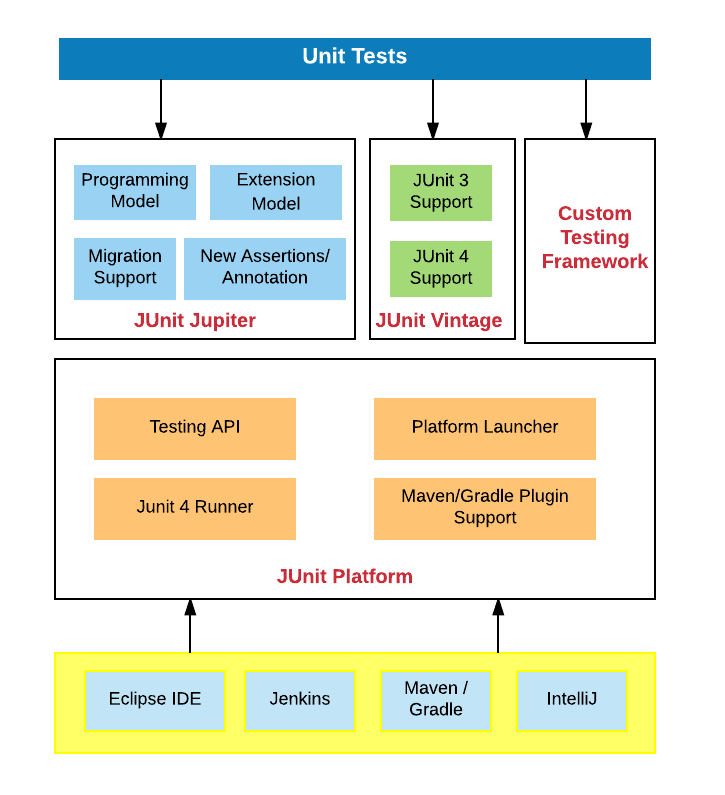 Unit Tests
Programming
Model
Extension
Model
Migration
Support
New Assertions/
Annotation
JUnit Jupiter
JUnit 3
Support
JUnit 4
Support
JUnit Vintage
Custom
Testing
Framework
Testing API
Platform Launcher
Junit 4 Runner
Maven/Gradle Plugin
Support
JUnit Platform
Eclipse IDE
Jenkins
Maven /
Gradle
IntelliJ